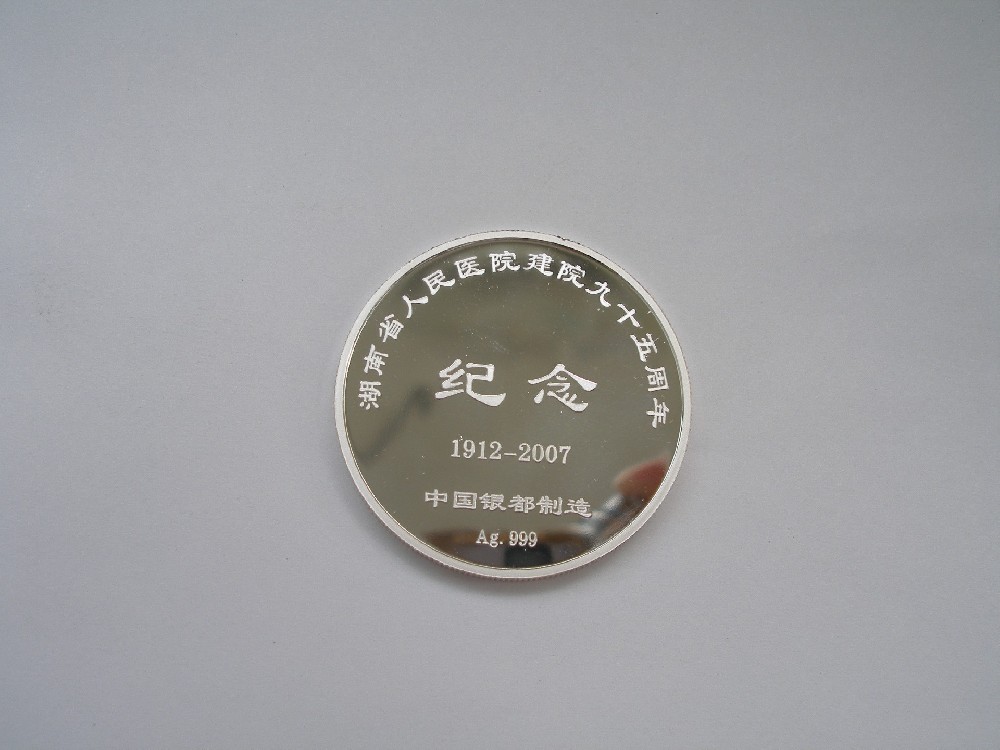 湖南省人民医院建院九十五周年
纪念
1912-2007
中国银都制造
Ag. 999